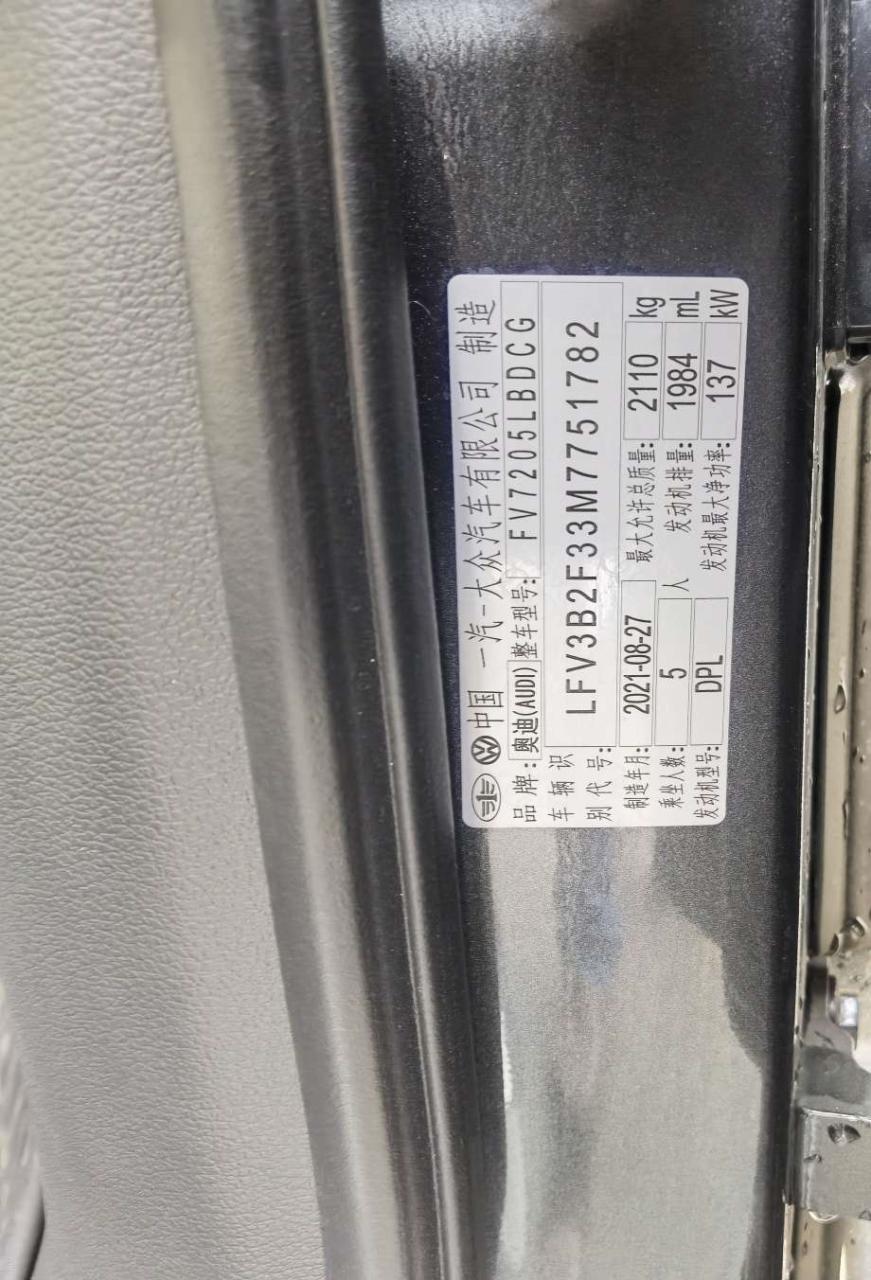 中国 一汽-大众汽车有限公司 制造
品牌: 奥迪(AUDI) 整车型号: FV7205LBDCG
车辆识别代号: LFV3B2F33M7751782
制造年月: 2021-08-27 最大允许总质量: 2110 kg
乘坐人数: 5 人 发动机排量: 1984 mL
发动机型号: DPL 发动机最大净功率: 137 kW